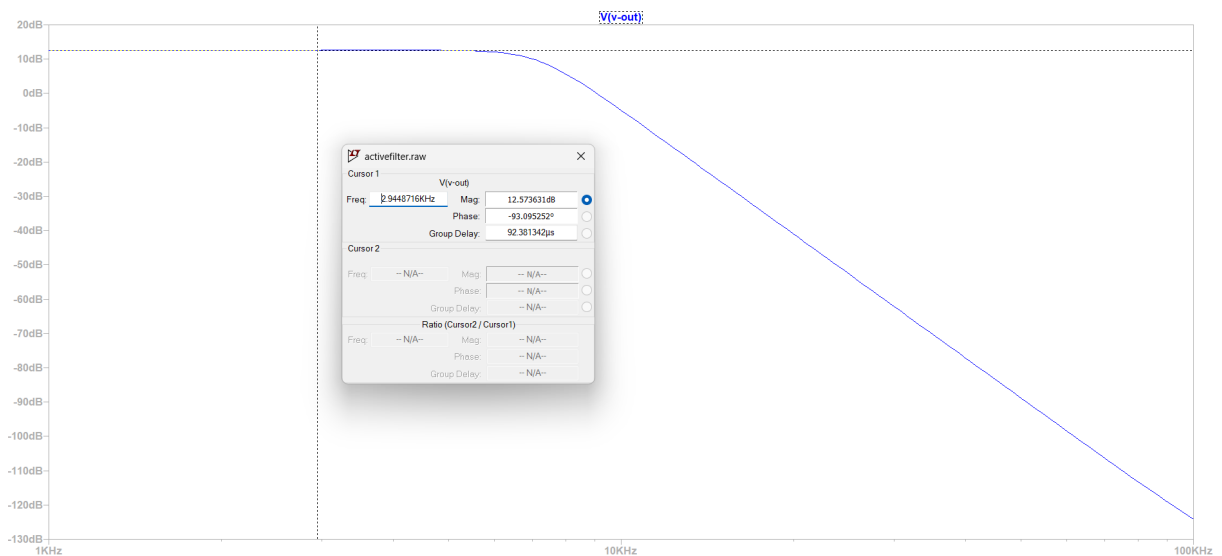 V(v-out)
20dB
10dB
0dB
-10dB
-20dB
-30dB
-40dB
-50dB
-60dB
-70dB
-80dB
-90dB
-100dB
-110dB
-120dB
-130dB
1KHz 10KHz 100KHz
activefilter.raw
Cursor 1
V(v-out)
Freq: 2.9448716KHz Mag: 12.573631dB
Phase: -93.095252º
Group Delay: 92.381342µs
Cursor 2
Freq: -- N/A-- Mag: -- N/A--
Phase: -- N/A--
Group Delay: -- N/A--
Ratio (Cursor2 / Cursor1)
Freq: -- N/A-- Mag: -- N/A--
Phase: -- N/A--
Group Delay: -- N/A--